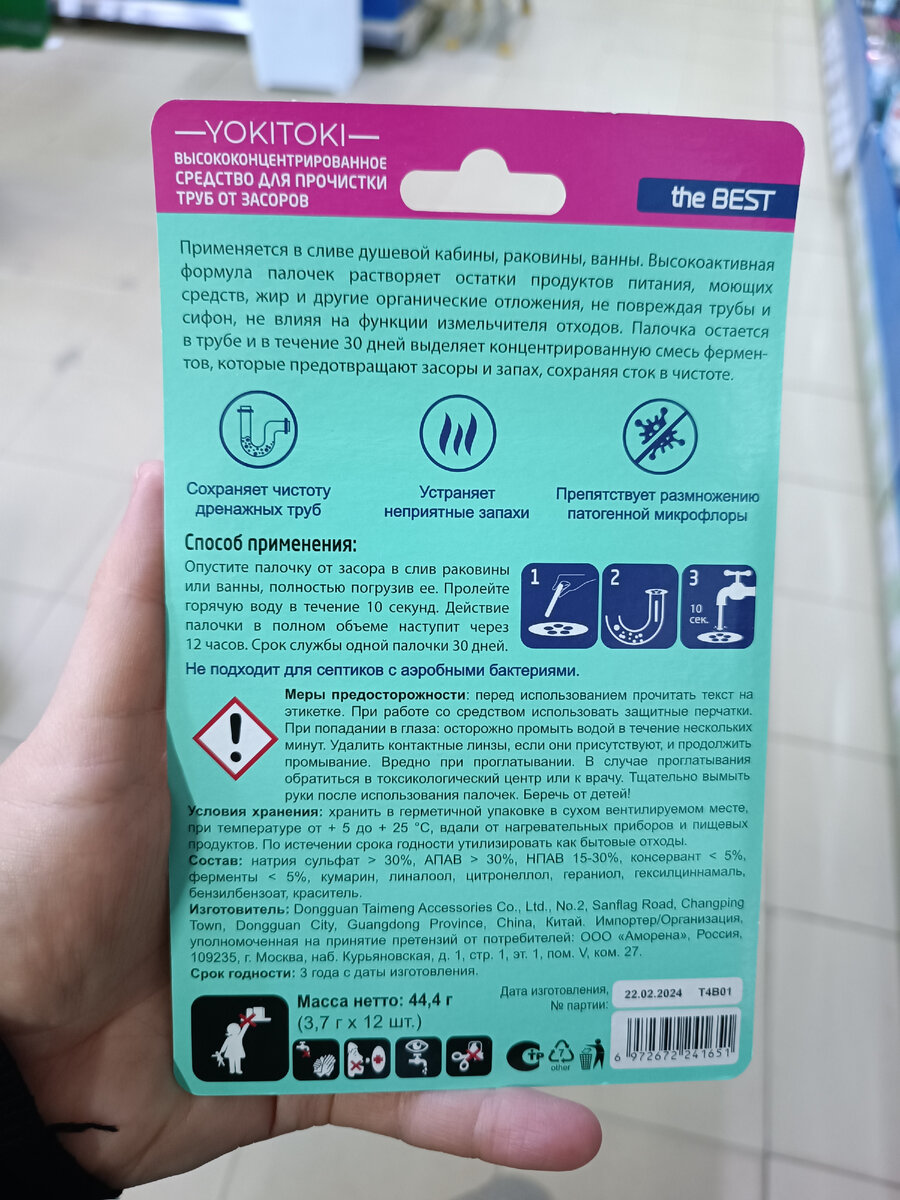 —YOKITOKI—
ВЫСОКОКОНЦЕНТРИРОВАННОЕ
СРЕДСТВО ДЛЯ ПРОЧИСТКИ
ТРУБ ОТ ЗАСОРОВ
the BEST
Применяется в сливе душевой кабины, раковины, ванны. Высокоактивная
формула палочек растворяет остатки продуктов питания, моющих
средств, жир и другие органические отложения, не повреждая трубы и
сифон, не влияя на функции измельчителя отходов. Палочка остается
в трубе и в течение 30 дней выделяет концентрированную смесь фермен-
тов, которые предотвращают засоры и запах, сохраняя сток в чистоте.
Сохраняет чистоту
дренажных труб
Устраняет
неприятные запахи
Препятствует размножению
патогенной микрофлоры
Способ применения:
Опустите палочку от засора в слив раковины
или ванны, полностью погрузив ее. Пролейте
горячую воду в течение 10 секунд. Действие
палочки в полном объеме наступит через
12 часов. Срок службы одной палочки 30 дней.
1
2
3
10
сек.
Не подходит для септиков с аэробными бактериями.
Меры предосторожности: перед использованием прочитать текст на
этикетке. При работе со средством использовать защитные перчатки.
При попадании в глаза: осторожно промыть водой в течение нескольких
минут. Удалить контактные линзы, если они присутствуют, и продолжить
промывание. Вредно при проглатывании. В случае проглатывания
обратиться в токсикологический центр или к врачу. Тщательно вымыть
руки после использования палочек. Беречь от детей!
Условия хранения: хранить в герметичной упаковке в сухом вентилируемом месте,
при температуре от + 5 до + 25 °С, вдали от нагревательных приборов и пищевых
продуктов. По истечении срока годности утилизировать как бытовые отходы.
Состав: натрия сульфат > 30%, АПАВ > 30%, НПАВ 15-30%, консервант < 5%,
ферменты < 5%, кумарин, линалоол, цитронеллол, гераниол, гексилциннамаль,
бензилбензоат, краситель.
Изготовитель: Dongguan Taimeng Accessories Co., Ltd., No.2, Sanflag Road, Changping
Town, Dongguan City, Guangdong Province, China, Китай. Импортер/Организация,
уполномоченная на принятие претензий от потребителей: ООО «Аморена», Россия,
109235, г. Москва, наб. Курьяновская, д. 1, стр. 1, эт. 1, пом. V, ком. 27.
Срок годности: 3 года с даты изготовления.
Масса нетто: 44,4 г
(3,7 г х 12 шт.)
Дата изготовления,
№ партии:
22.02.2024 T4B01
7
other
6 972672 241651